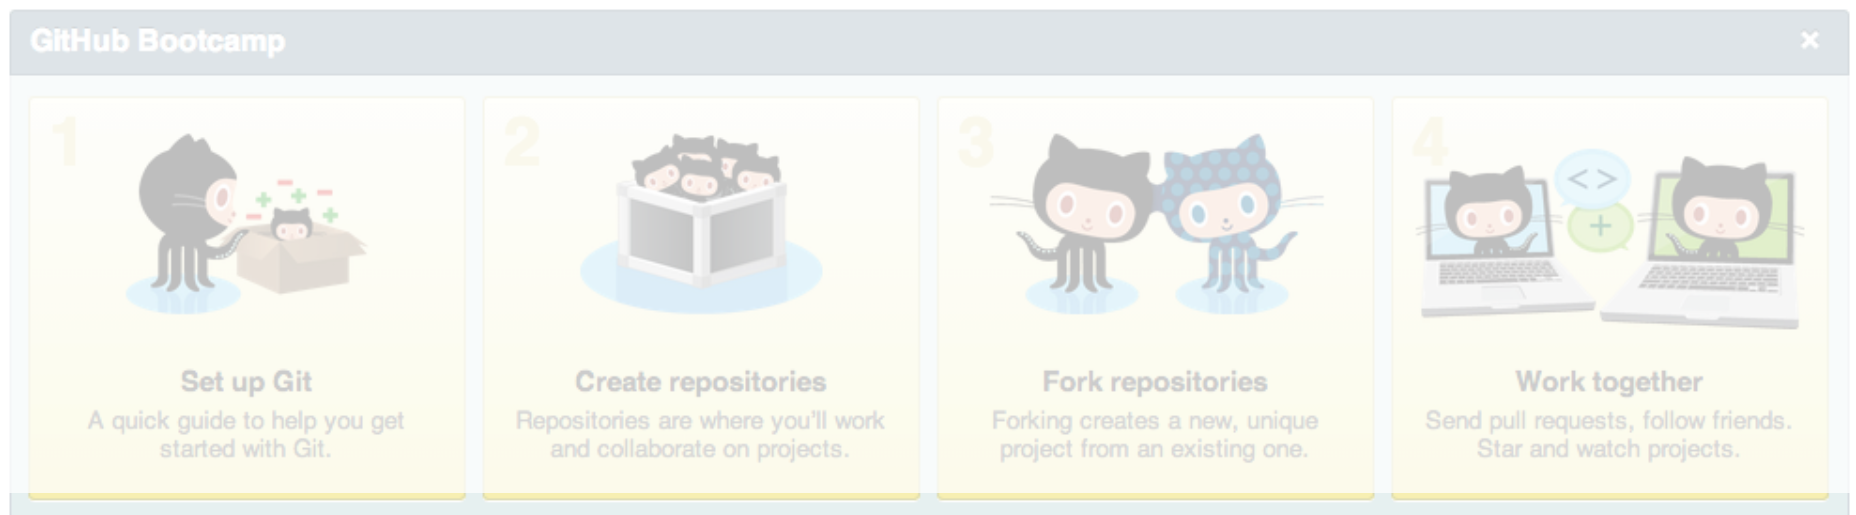 GitHub Bootcamp
×
1
Set up Git
A quick guide to help you get
started with Git.
2
Create repositories
Repositories are where you'll work
and collaborate on projects.
3
Fork repositories
Forking creates a new, unique
project from an existing one.
4
< >
+
Work together
Send pull requests, follow friends.
Star and watch projects.